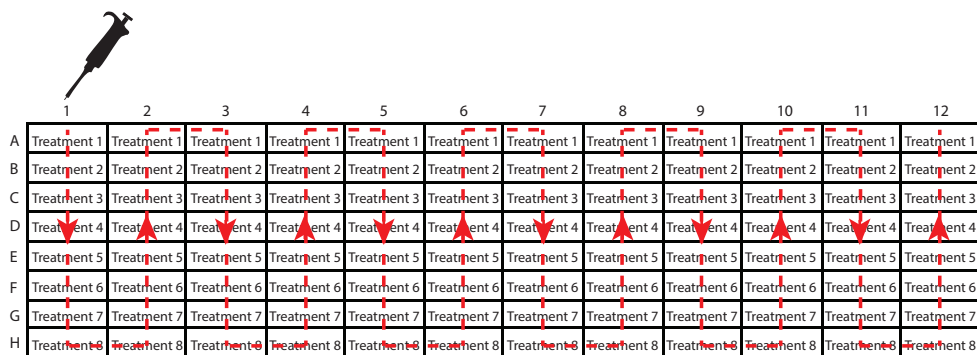 1 2 3 4 5 6 7 8 9 10 11 12
A Treatment 1 Treatment 1 Treatment 1 Treatment 1 Treatment 1 Treatment 1 Treatment 1 Treatment 1 Treatment 1 Treatment 1 Treatment 1 Treatment 1
B Treatment 2 Treatment 2 Treatment 2 Treatment 2 Treatment 2 Treatment 2 Treatment 2 Treatment 2 Treatment 2 Treatment 2 Treatment 2 Treatment 2
C Treatment 3 Treatment 3 Treatment 3 Treatment 3 Treatment 3 Treatment 3 Treatment 3 Treatment 3 Treatment 3 Treatment 3 Treatment 3 Treatment 3
D Treatment 4 Treatment 4 Treatment 4 Treatment 4 Treatment 4 Treatment 4 Treatment 4 Treatment 4 Treatment 4 Treatment 4 Treatment 4 Treatment 4
E Treatment 5 Treatment 5 Treatment 5 Treatment 5 Treatment 5 Treatment 5 Treatment 5 Treatment 5 Treatment 5 Treatment 5 Treatment 5 Treatment 5
F Treatment 6 Treatment 6 Treatment 6 Treatment 6 Treatment 6 Treatment 6 Treatment 6 Treatment 6 Treatment 6 Treatment 6 Treatment 6 Treatment 6
G Treatment 7 Treatment 7 Treatment 7 Treatment 7 Treatment 7 Treatment 7 Treatment 7 Treatment 7 Treatment 7 Treatment 7 Treatment 7 Treatment 7
H Treatment 8 Treatment 8 Treatment 8 Treatment 8 Treatment 8 Treatment 8 Treatment 8 Treatment 8 Treatment 8 Treatment 8 Treatment 8 Treatment 8